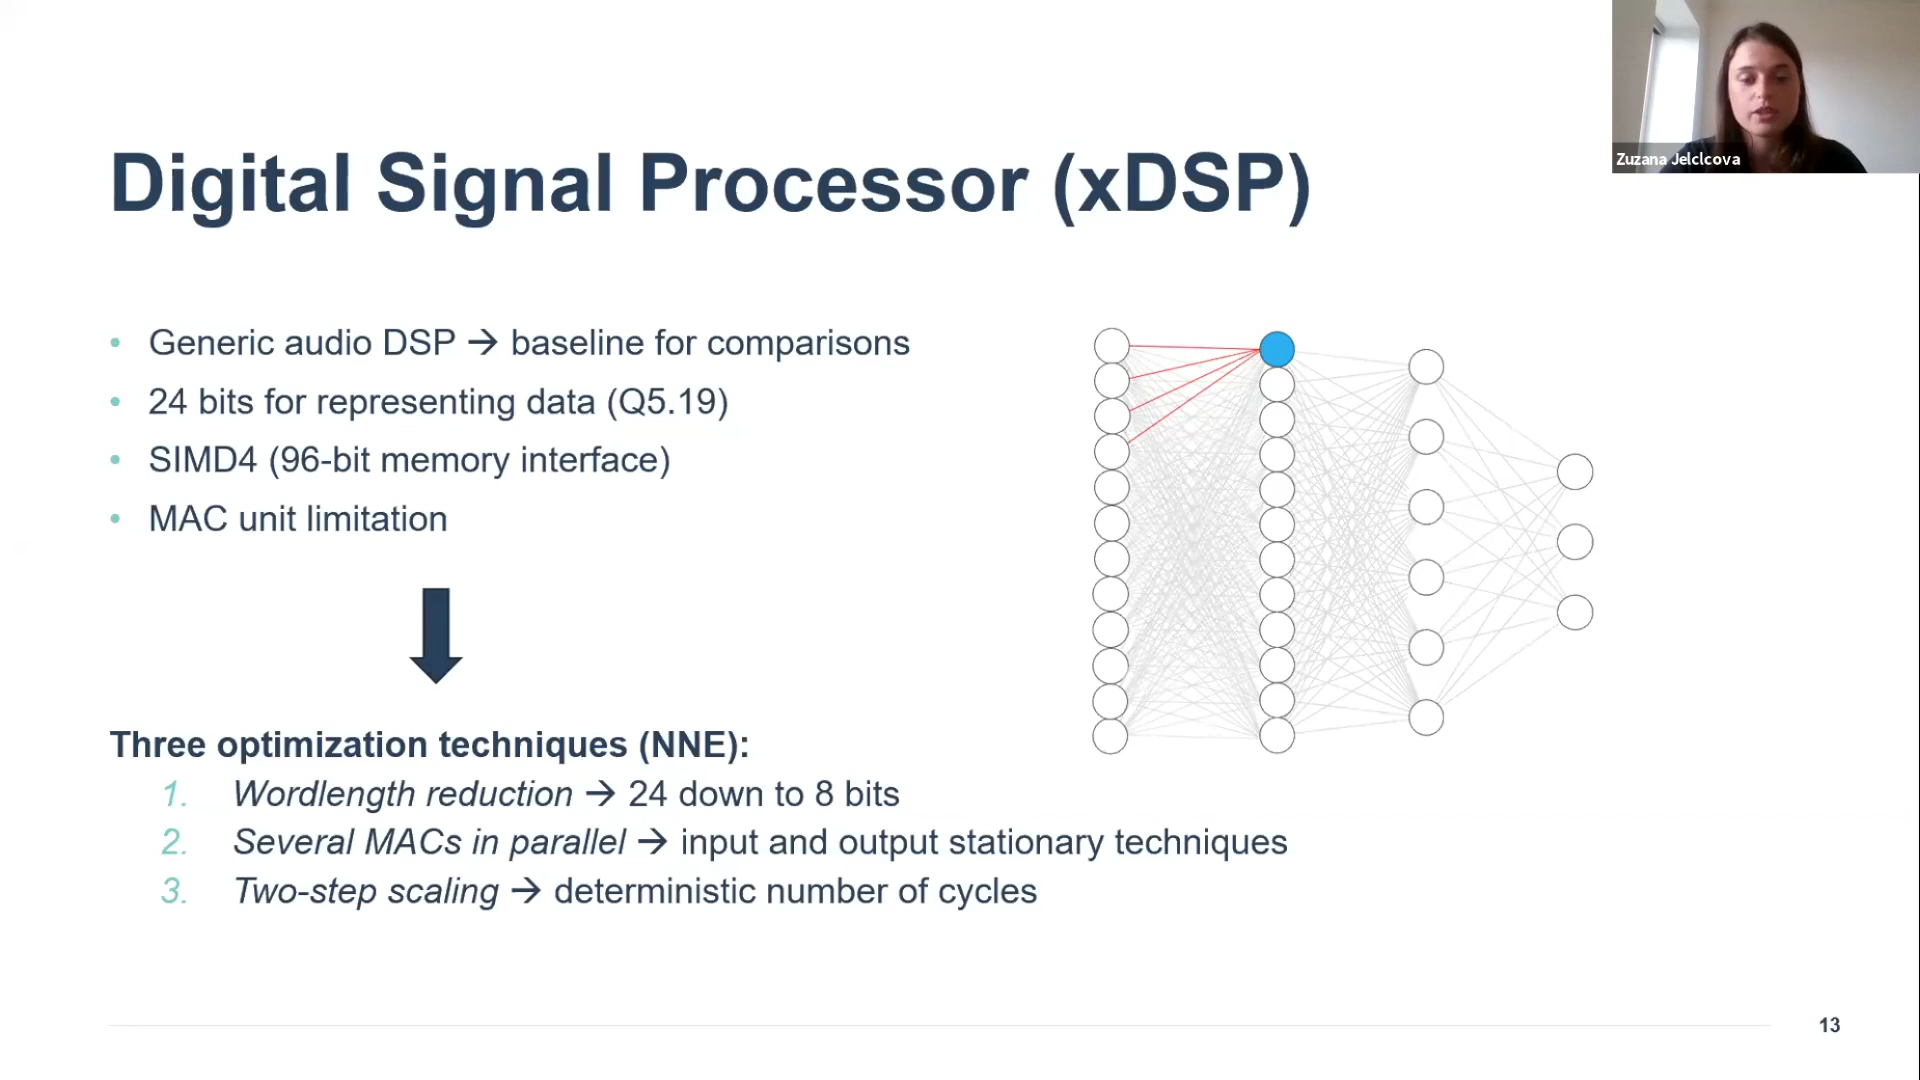 Zuzana Jelclcova
Digital Signal Processor (xDSP)
• Generic audio DSP → baseline for comparisons
• 24 bits for representing data (Q5.19)
• SIMD4 (96-bit memory interface)
• MAC unit limitation
Three optimization techniques (NNE):
1. Wordlength reduction → 24 down to 8 bits
2. Several MACs in parallel → input and output stationary techniques
3. Two-step scaling → deterministic number of cycles
13